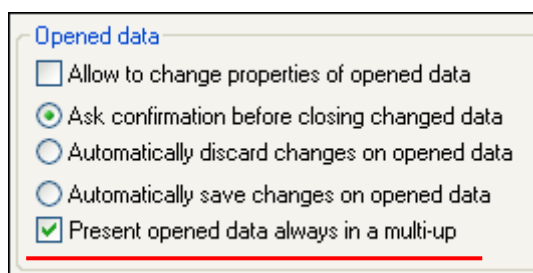 Opened data
Allow to change properties of opened data
Ask confirmation before closing changed data
Automatically discard changes on opened data
Automatically save changes on opened data
Present opened data always in a multi-up